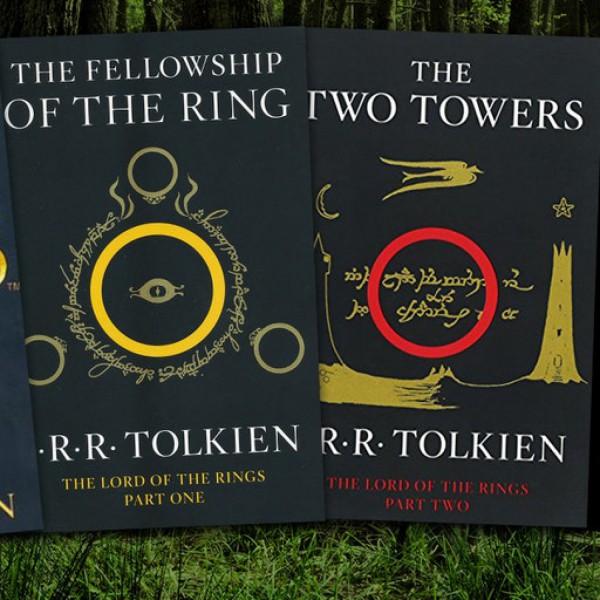 THE FELLOWSHIP
OF THE RING
·R·R· TOLKIEN
THE LORD OF THE RINGS
PART ONE
THE
TWO TOWERS
R·R· TOLKIEN
THE LORD OF THE RINGS
PART TWO
TM
N